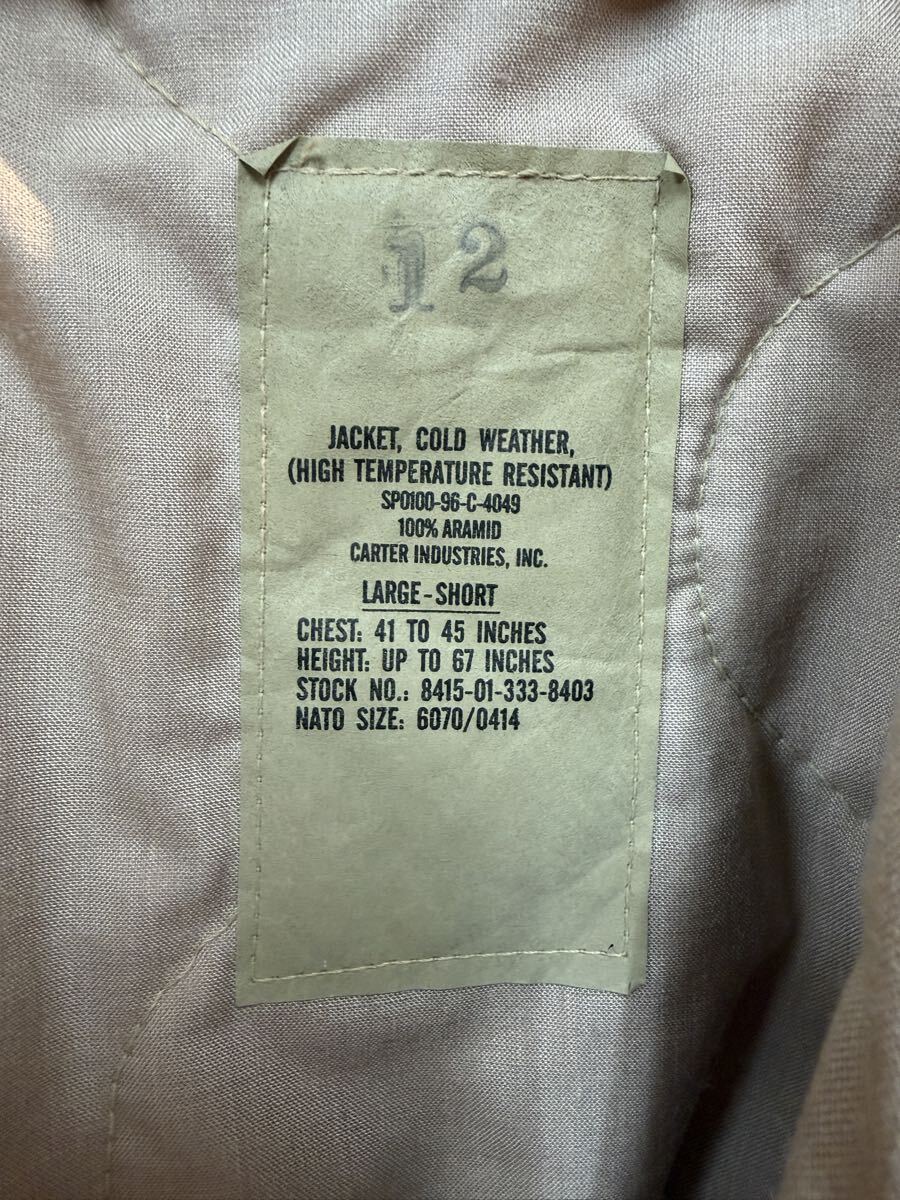 12
JACKET, COLD WEATHER,
(HIGH TEMPERATURE RESISTANT)
SPO100-96-C-4049
100% ARAMID
CARTER INDUSTRIES, INC.
LARGE-SHORT
CHEST: 41 TO 45 INCHES
HEIGHT: UP TO 67 INCHES
STOCK NO.: 8415-01-333-8403
NATO SIZE: 6070/0414